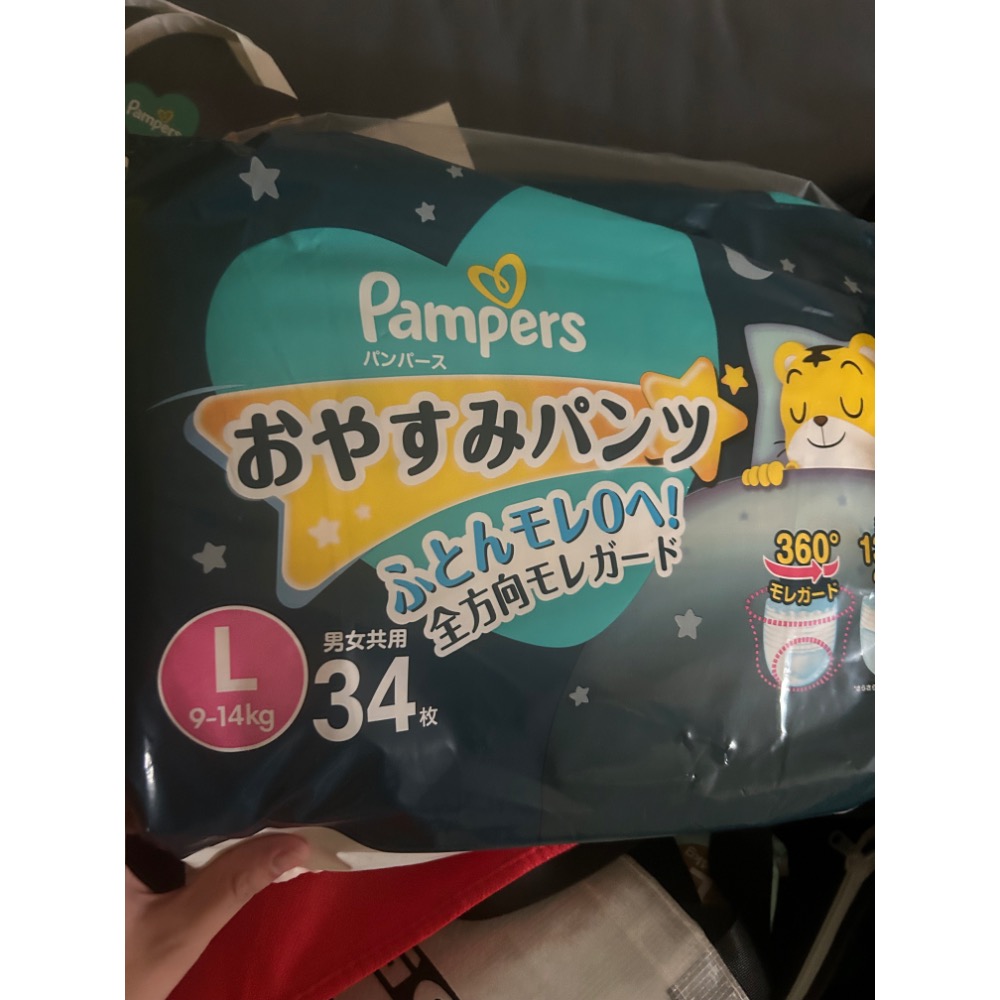 Pampers
Pampers
パンパース
おやすみパンツ
ふとんモレ0へ!
全方向モレガード
360°
モレガード
L
9-14kg
男女共用
34枚